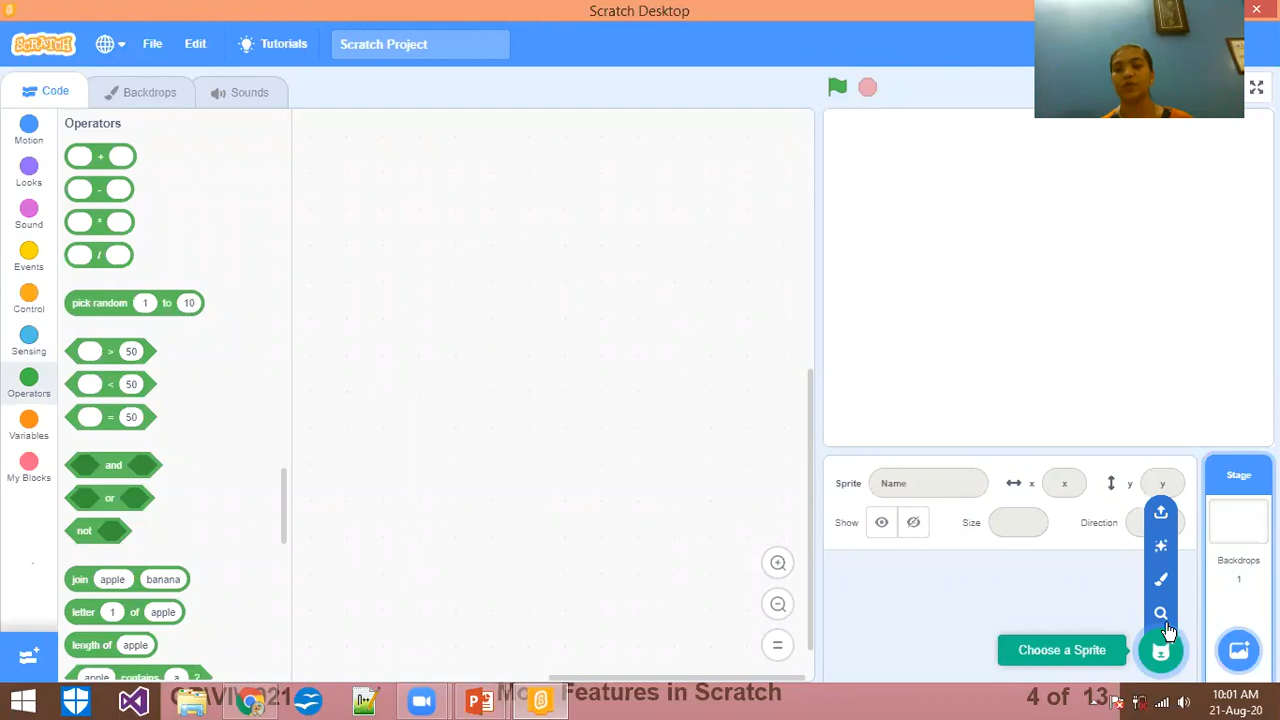 Scratch Desktop
SCRATCH File Edit Tutorials Scratch Project
Code Backdrops Sounds
Motion
Looks
Sound
Events
Control
Sensing
Operators
Variables
My Blocks
Operators
+
-
*
/
pick random 1 to 10
> 50
< 50
= 50
and
or
not
join apple banana
letter 1 of apple
length of apple
apple contains a ?
Sprite Name x x y y
Show Size Direction
Choose a Sprite
Stage
Backdrops
1
Features in Scratch
4 of 13
10:01 AM
21-Aug-20